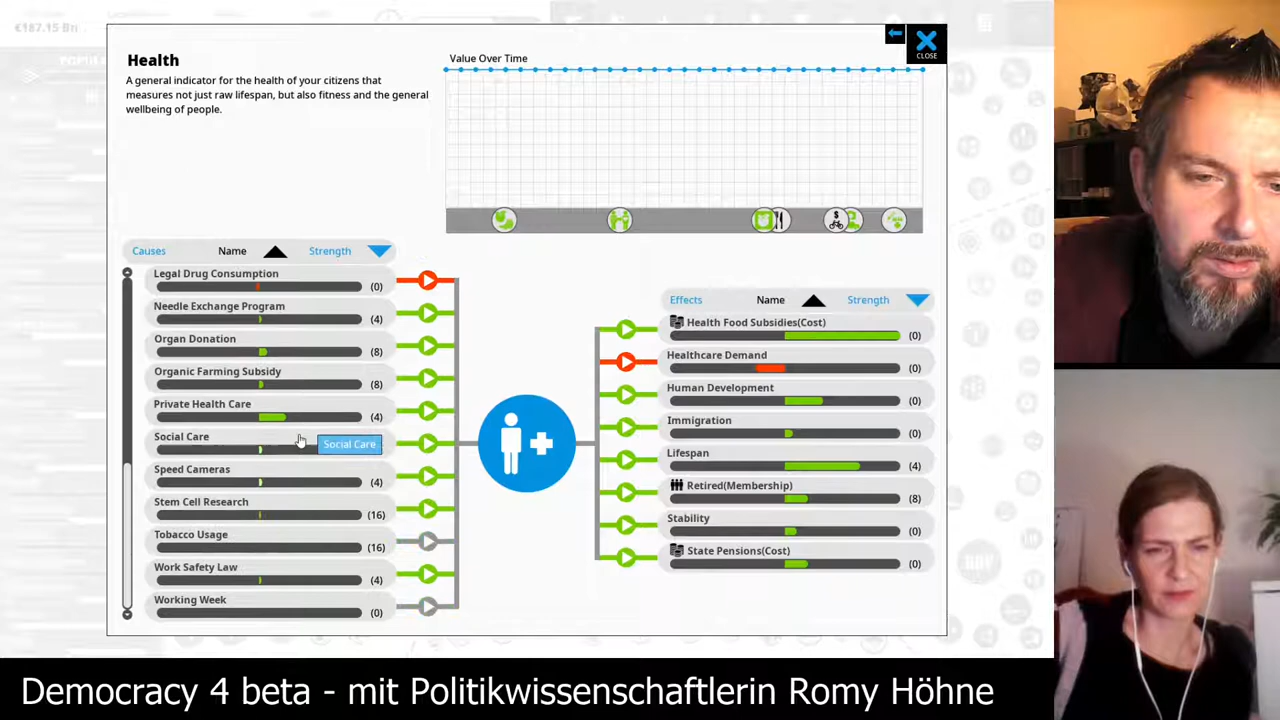 €187.15 Bn
CLOSE
Health
A general indicator for the health of your citizens that
measures not just raw lifespan, but also fitness and the general
wellbeing of people.
Value Over Time
Causes Name Strength
Legal Drug Consumption
(0)
Needle Exchange Program
(4)
Organ Donation
(8)
Organic Farming Subsidy
(8)
Private Health Care
(4)
Social Care
Social Care
Speed Cameras
(4)
Stem Cell Research
(16)
Tobacco Usage
(16)
Work Safety Law
(4)
Working Week
(0)
Effects Name Strength
Health Food Subsidies(Cost)
(0)
Healthcare Demand
(0)
Human Development
(0)
Immigration
(0)
Lifespan
(4)
Retired(Membership)
(8)
Stability
(0)
State Pensions(Cost)
(0)
Democracy 4 beta - mit Politikwissenschaftlerin Romy Höhne